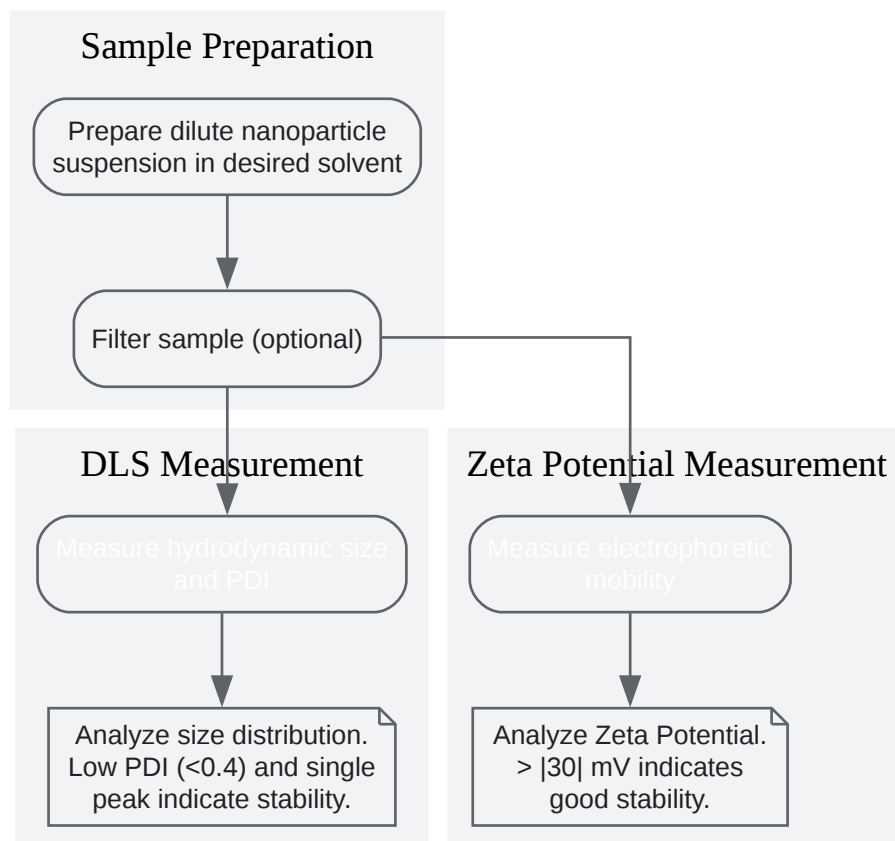 Sample Preparation
Prepare dilute nanoparticle
suspension in desired solvent
Filter sample (optional)
DLS Measurement
Measure hydrodynamic size
and PDI
Analyze size distribution.
Low PDI (<0.4) and single
peak indicate stability.
Zeta Potential Measurement
Measure electrophoretic
mobility
Analyze Zeta Potential.
> |30| mV indicates
good stability.